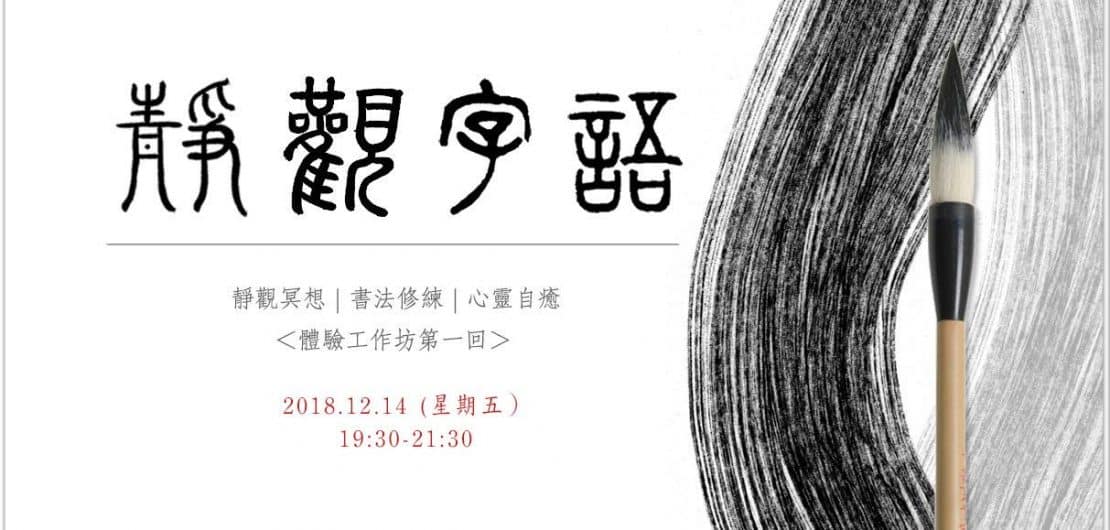 靜觀字語
靜觀冥想 | 書法修練 | 心靈自癒
＜體驗工作坊第一回＞
2018.12.14 (星期五）
19:30-21:30